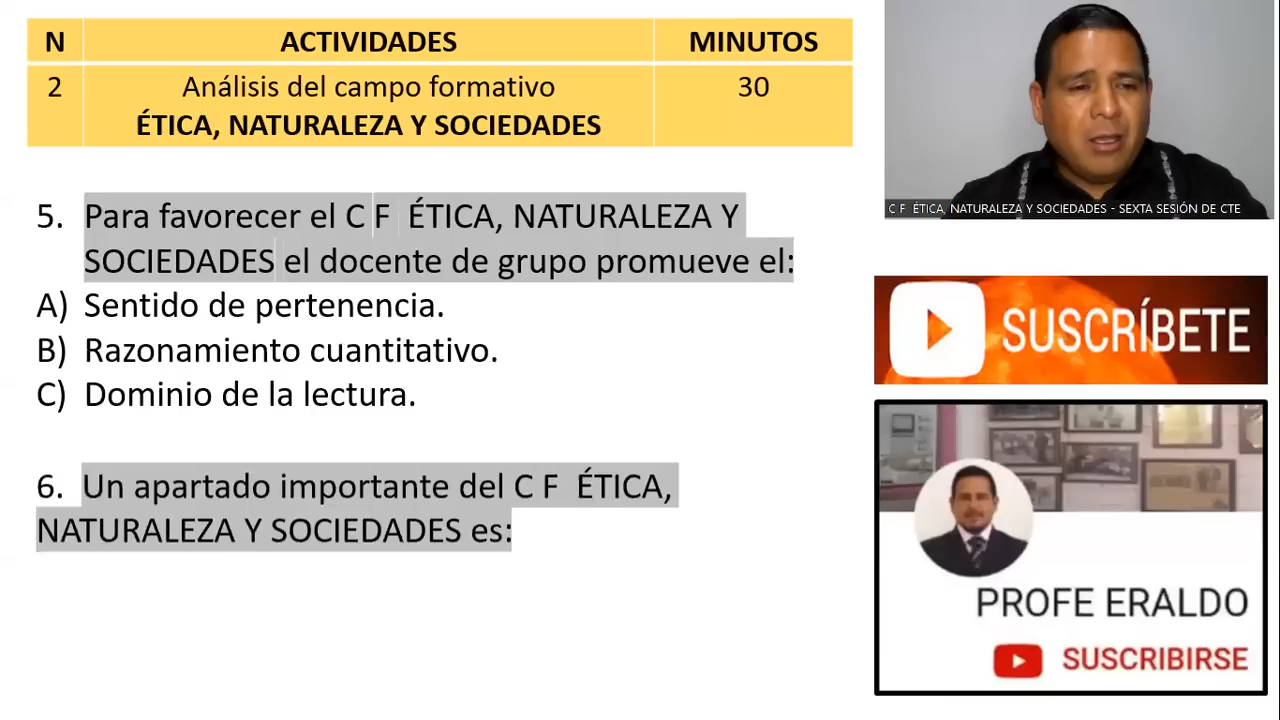 N ACTIVIDADES MINUTOS
2 Análisis del campo formativo 30
ÉTICA, NATURALEZA Y SOCIEDADES
5. Para favorecer el C F ÉTICA, NATURALEZA Y
SOCIEDADES el docente de grupo promueve el:
A) Sentido de pertenencia.
B) Razonamiento cuantitativo.
C) Dominio de la lectura.
6. Un apartado importante del C F ÉTICA,
NATURALEZA Y SOCIEDADES es:
C F ÉTICA, NATURALEZA Y SOCIEDADES - SEXTA SESIÓN DE CTE
SUSCRÍBETE
PROFE ERALDO
SUSCRIBIRSE